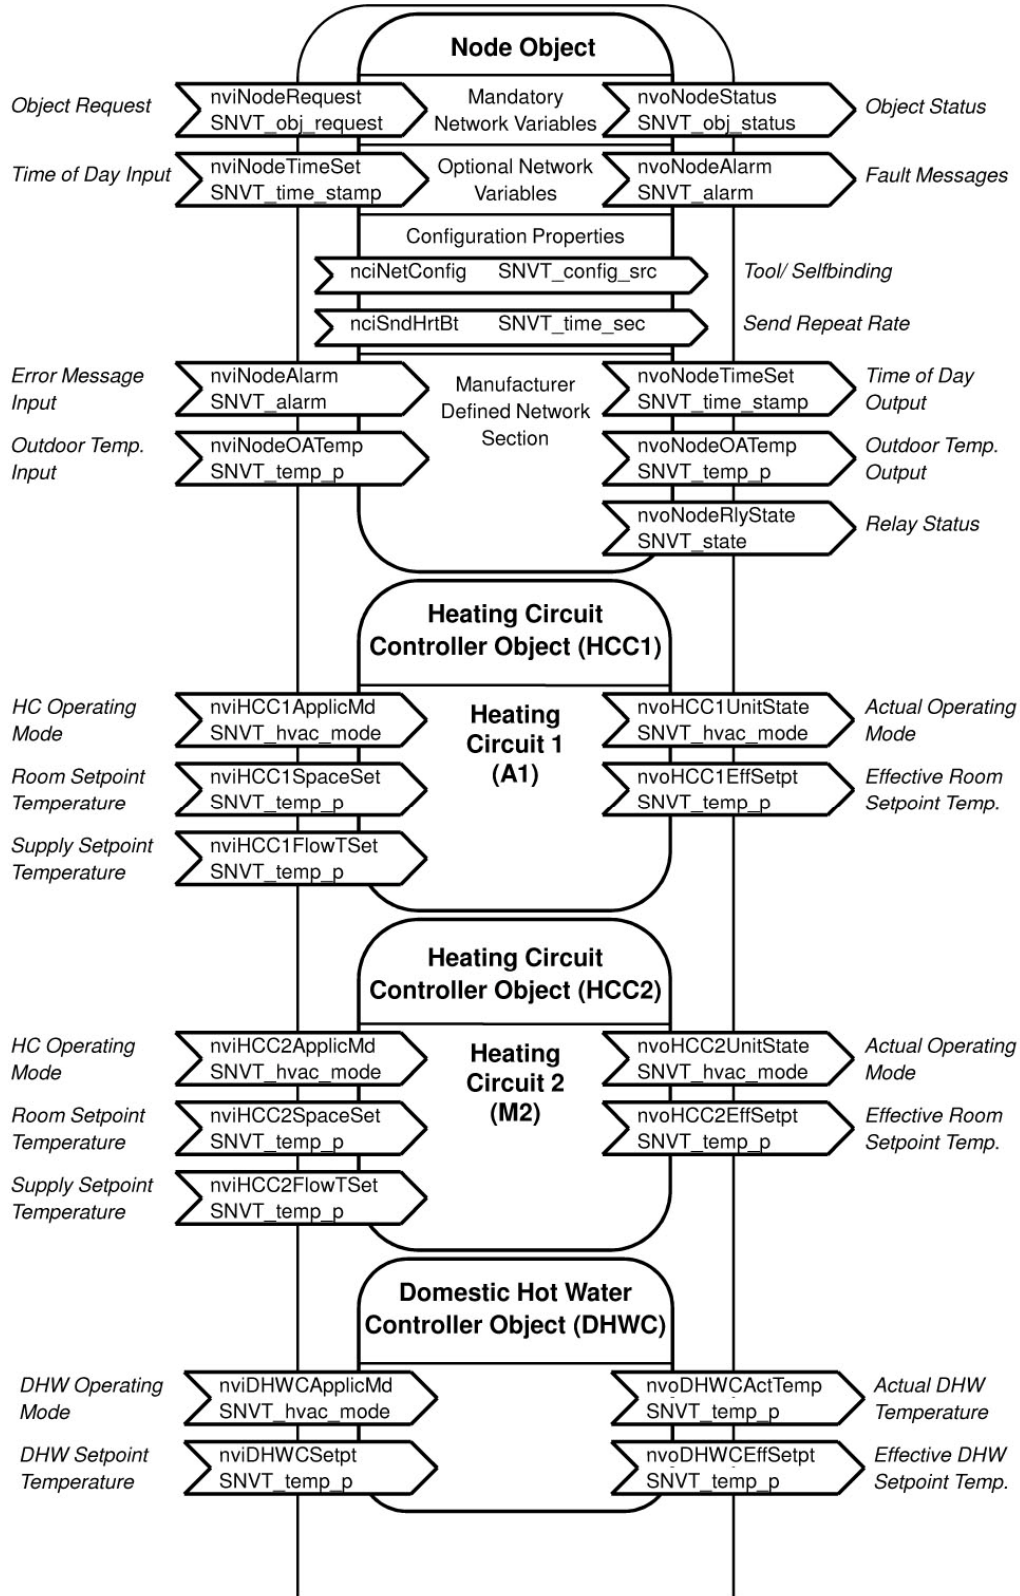 Node Object
Object Request
nviNodeRequest
SNVT_obj_request
Mandatory
Network Variables
nvoNodeStatus
SNVT_obj_status
Object Status
Time of Day Input
nviNodeTimeSet
SNVT_time_stamp
Optional Network
Variables
nvoNodeAlarm
SNVT_alarm
Fault Messages
Configuration Properties
nciNetConfig SNVT_config_src
Tool/ Selfbinding
nciSndHrtBt SNVT_time_sec
Send Repeat Rate
Error Message
Input
nviNodeAlarm
SNVT_alarm
Manufacturer
Defined Network
Section
nvoNodeTimeSet
SNVT_time_stamp
Time of Day
Output
Outdoor Temp.
Input
nviNodeOATemp
SNVT_temp_p
nvoNodeOATemp
SNVT_temp_p
Outdoor Temp.
Output
nvoNodeRlyState
SNVT_state
Relay Status
Heating Circuit
Controller Object (HCC1)
HC Operating
Mode
nviHCC1ApplicMd
SNVT_hvac_mode
Heating
Circuit 1
(A1)
nvoHCC1UnitState
SNVT_hvac_mode
Actual Operating
Mode
Room Setpoint
Temperature
nviHCC1SpaceSet
SNVT_temp_p
nvoHCC1EffSetpt
SNVT_temp_p
Effective Room
Setpoint Temp.
Supply Setpoint
Temperature
nviHCC1FlowTSet
SNVT_temp_p
Heating Circuit
Controller Object (HCC2)
HC Operating
Mode
nviHCC2ApplicMd
SNVT_hvac_mode
Heating
Circuit 2
(M2)
nvoHCC2UnitState
SNVT_hvac_mode
Actual Operating
Mode
Room Setpoint
Temperature
nviHCC2SpaceSet
SNVT_temp_p
nvoHCC2EffSetpt
SNVT_temp_p
Effective Room
Setpoint Temp.
Supply Setpoint
Temperature
nviHCC2FlowTSet
SNVT_temp_p
Domestic Hot Water
Controller Object (DHWC)
DHW Operating
Mode
nviDHWCApplicMd
SNVT_hvac_mode
nvoDHWCActTemp
SNVT_temp_p
Actual DHW
Temperature
DHW Setpoint
Temperature
nviDHWCSetpt
SNVT_temp_p
nvoDHWCEffSetpt
SNVT_temp_p
Effective DHW
Setpoint Temp.